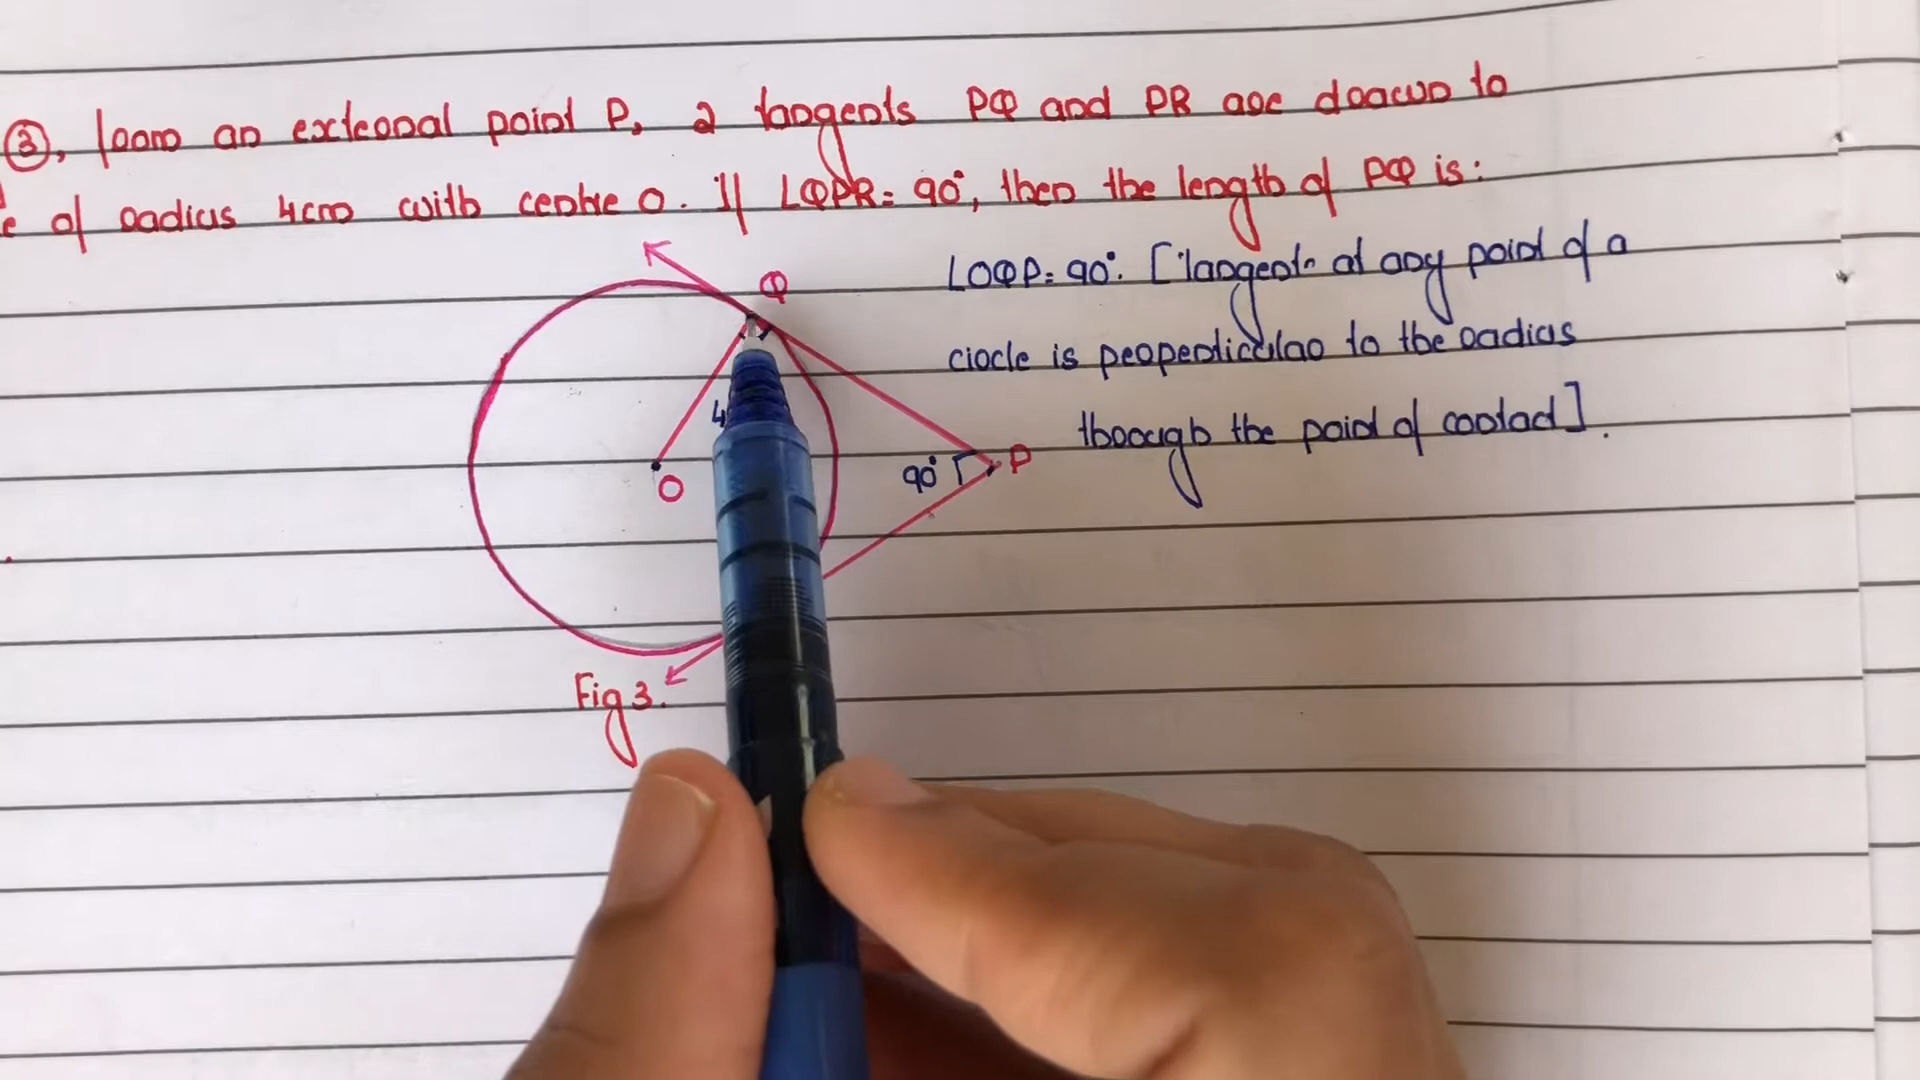 ③, from an external point P, 2 tangents PQ and PR are drawn to
e of radius 4cm with centre O. If ∠QPR = 90°, then the length of PQ is:
Q
∠OQP = 90°. [Tangent at any point of a
circle is perpendicular to the radius
through the point of contact].
4
90°
P
O
Fig 3.